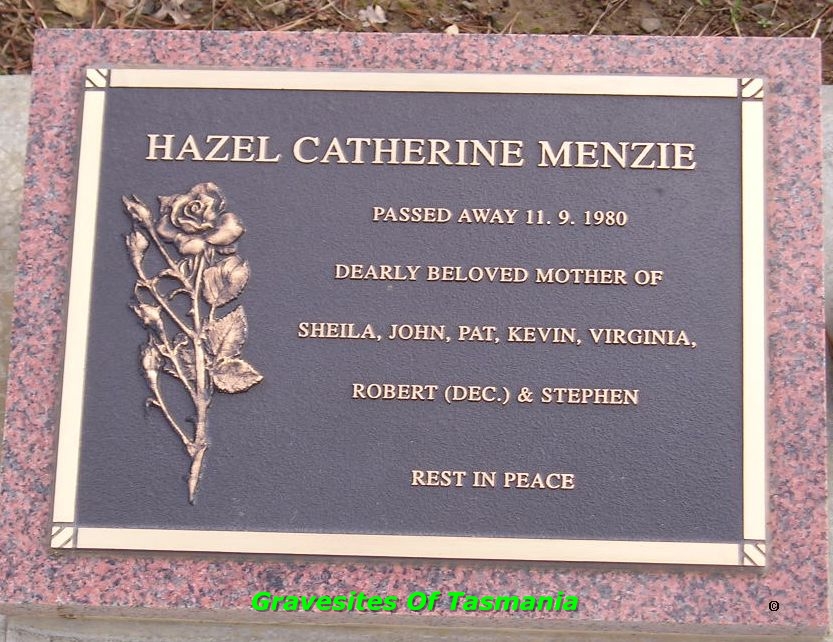 HAZEL CATHERINE MENZIE
PASSED AWAY 11. 9. 1980
DEARLY BELOVED MOTHER OF
SHEILA, JOHN, PAT, KEVIN, VIRGINIA,
ROBERT (DEC.) & STEPHEN
REST IN PEACE
Gravesites Of Tasmania
©